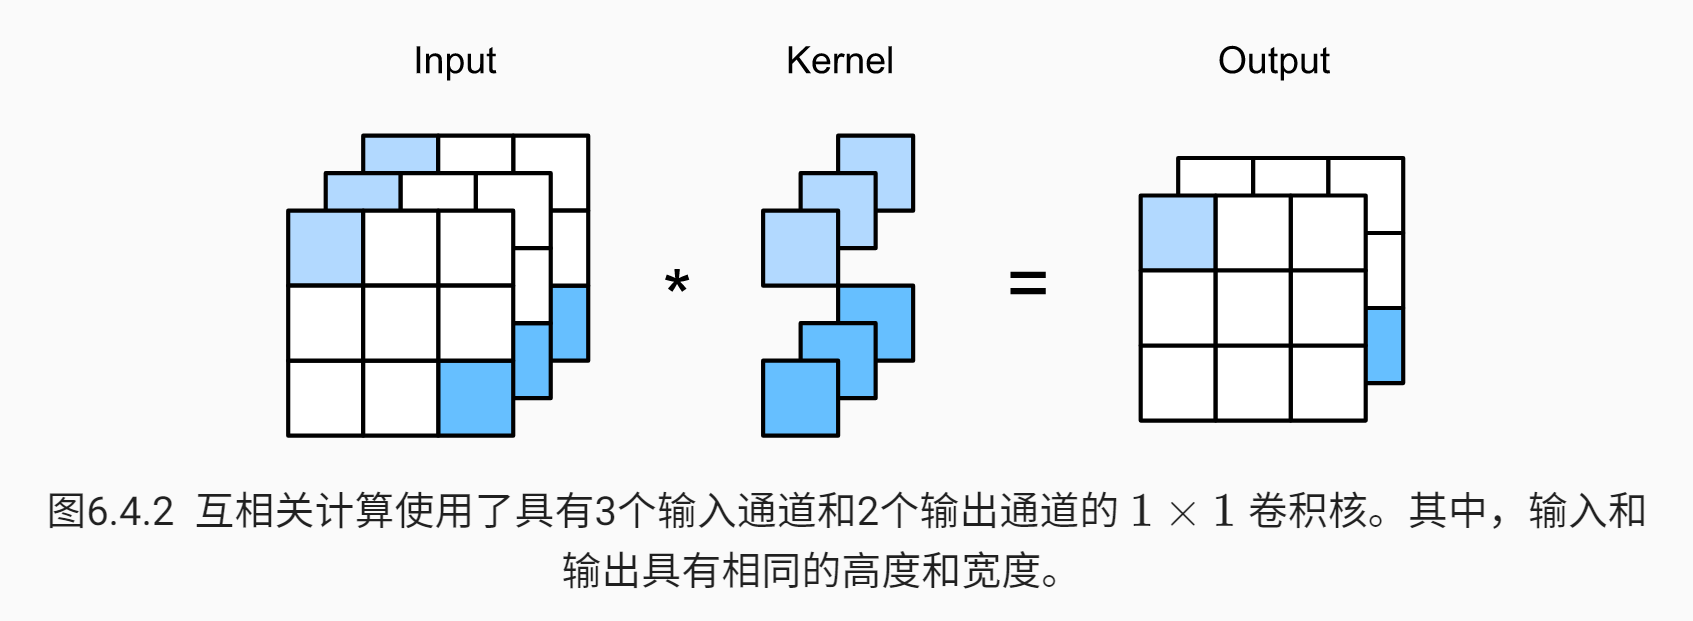 Input Kernel Output
* =
图6.4.2 互相关计算使用了具有3个输入通道和2个输出通道的 1 × 1 卷积核。其中，输入和
输出具有相同的高度和宽度。